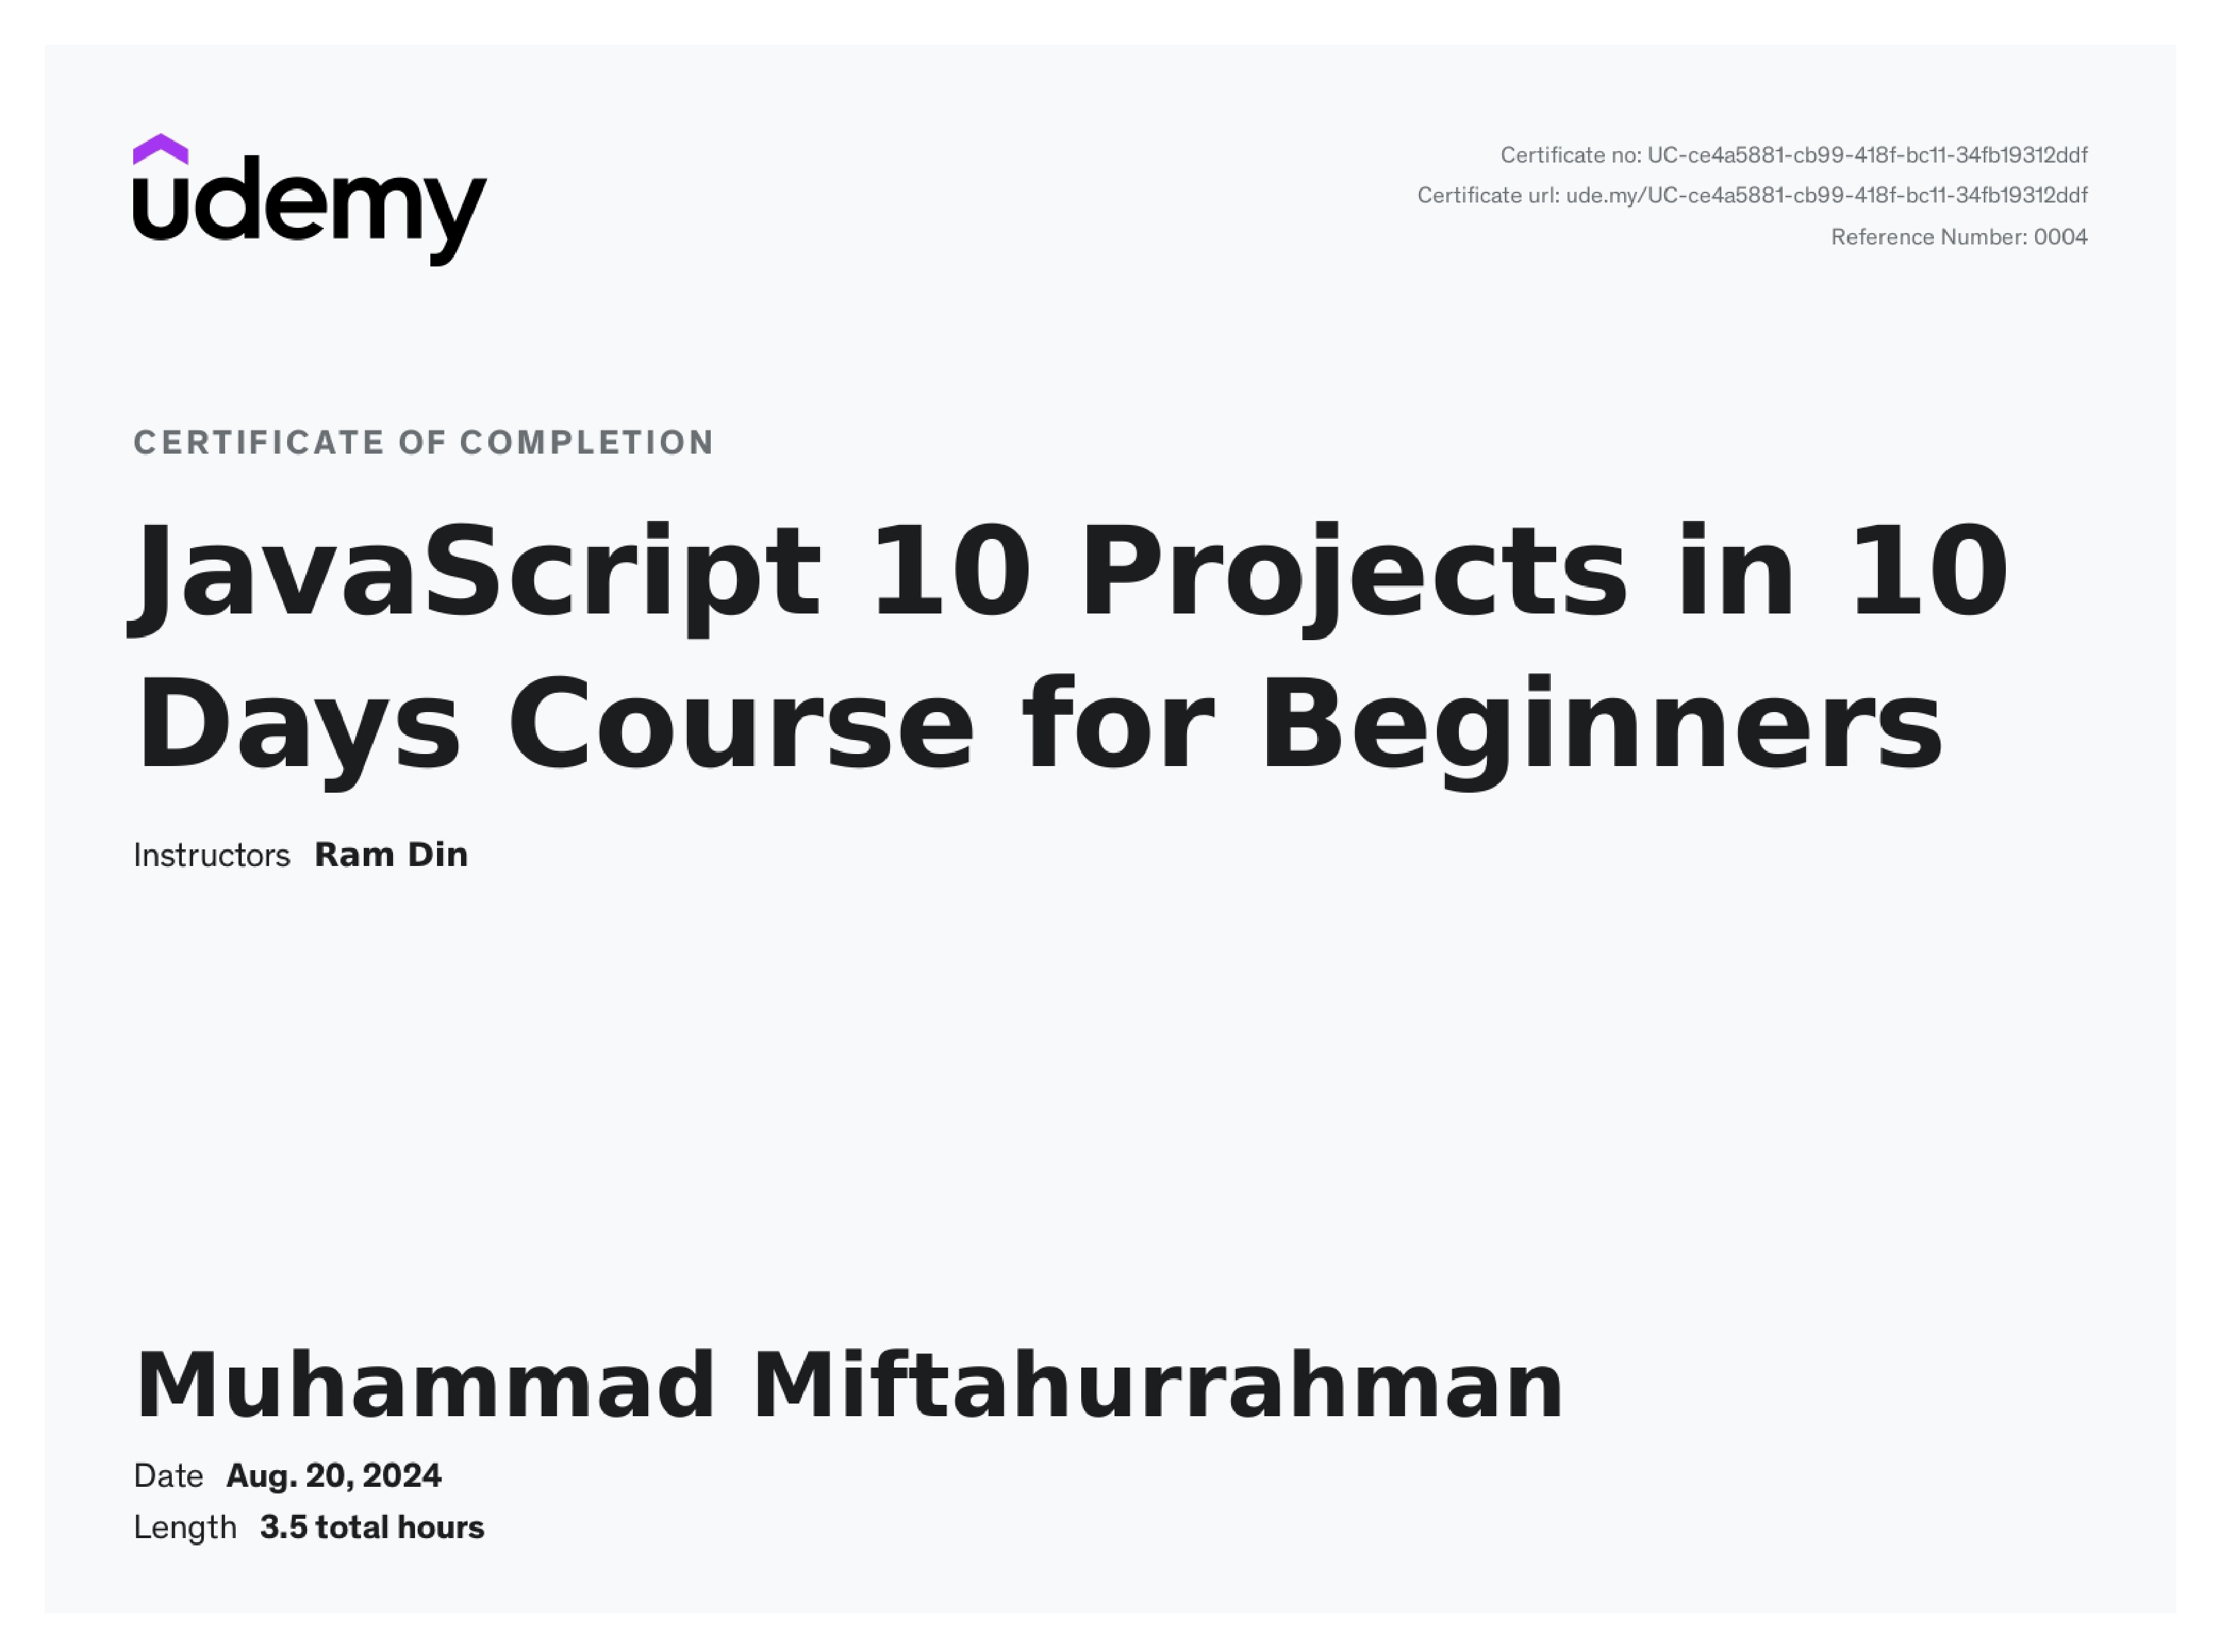 udemy
Certificate no: UC-ce4a5881-cb99-418f-bc11-34fb19312ddf
Certificate url: ude.my/UC-ce4a5881-cb99-418f-bc11-34fb19312ddf
Reference Number: 0004
CERTIFICATE OF COMPLETION
JavaScript 10 Projects in 10
Days Course for Beginners
Instructors Ram Din
Muhammad Miftahurrahman
Date Aug. 20, 2024
Length 3.5 total hours